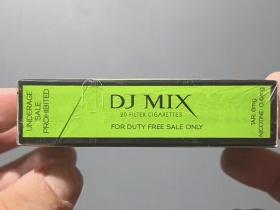 UNDERAGE
SALE
PROHIBITED
DJ MIX
20 FILTER CIGARETTES
FOR DUTY FREE SALE ONLY
TAR: 6mg
NICOTINE: 0.6mg